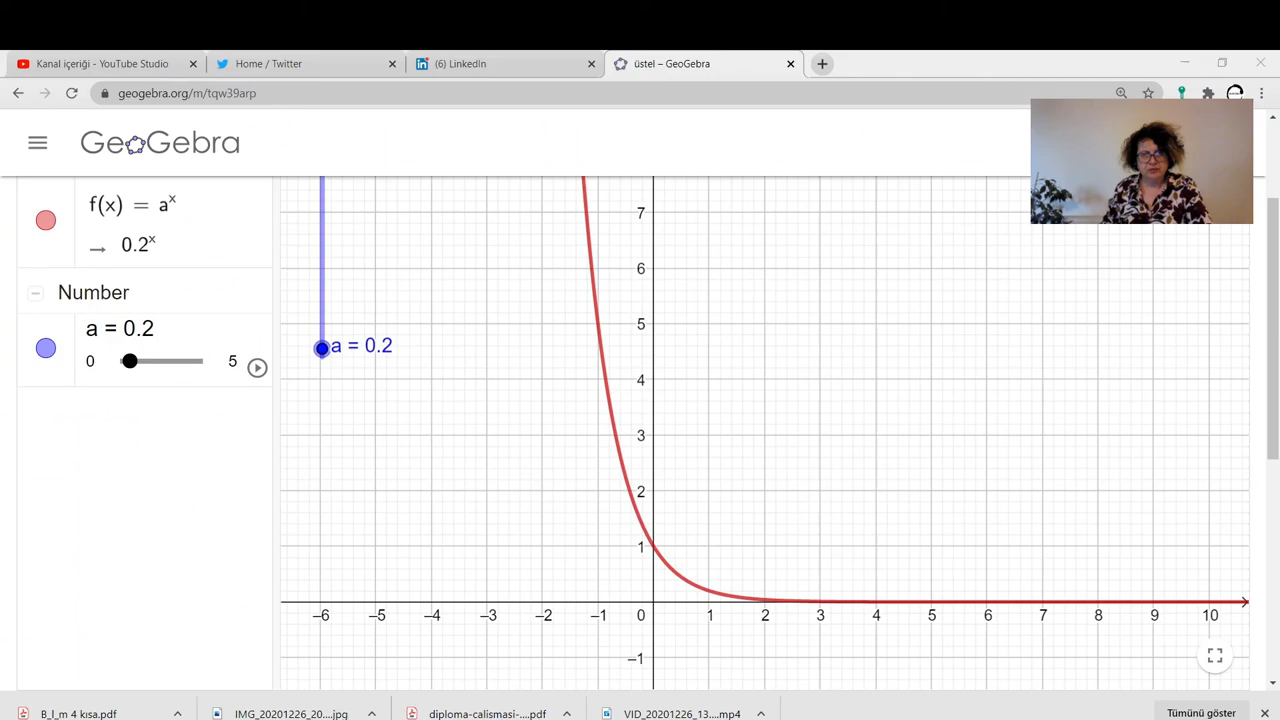 Kanal içeriği - YouTube Studio
Home / Twitter
(6) LinkedIn
üstel – GeoGebra
geogebra.org/m/tqw39arp
GeoGebra
f(x) = aˣ
→ 0.2ˣ
Number
a = 0.2
0 5
a = 0.2
7
6
5
4
3
2
1
–6 –5 –4 –3 –2 –1 0 1 2 3 4 5 6 7 8 9 10
–1
B_l_m 4 kısa.pdf
IMG_20201226_20....jpg
diploma-calismasi-....pdf
VID_20201226_13....mp4
Tümünü göster